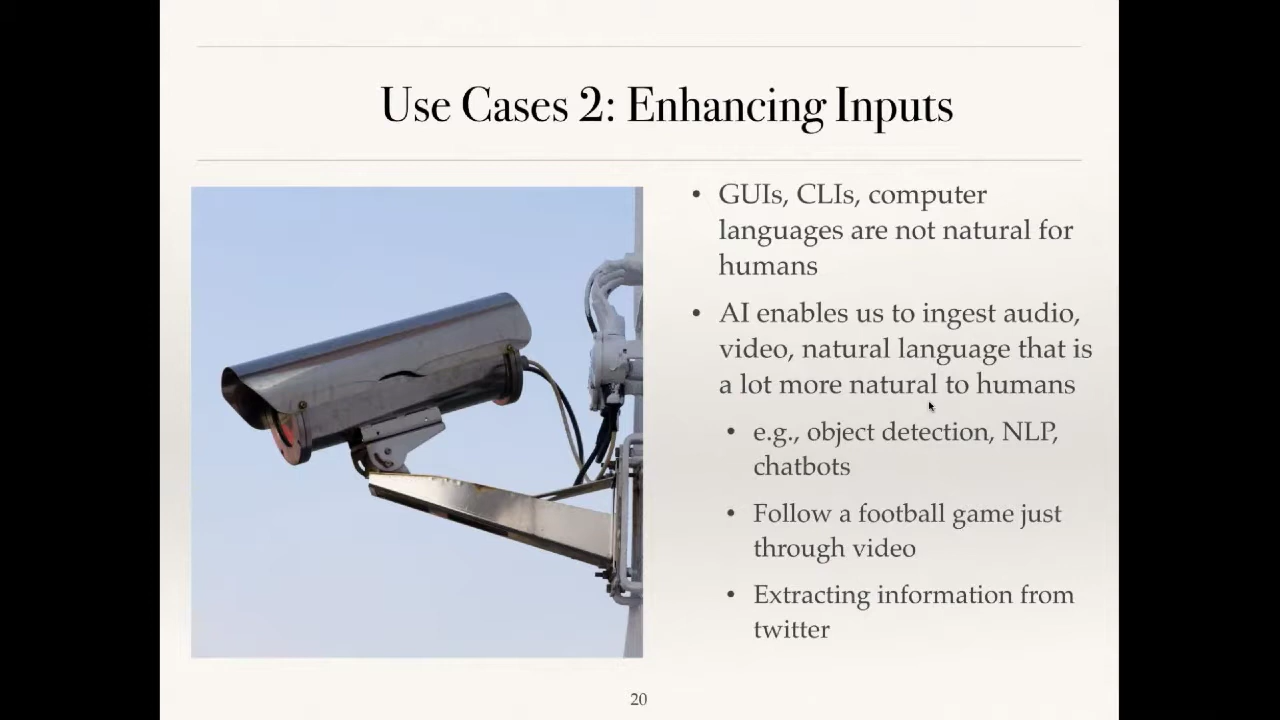 Use Cases 2: Enhancing Inputs
• GUIs, CLIs, computer
languages are not natural for
humans
• AI enables us to ingest audio,
video, natural language that is
a lot more natural to humans
• e.g., object detection, NLP,
chatbots
• Follow a football game just
through video
• Extracting information from
twitter
20